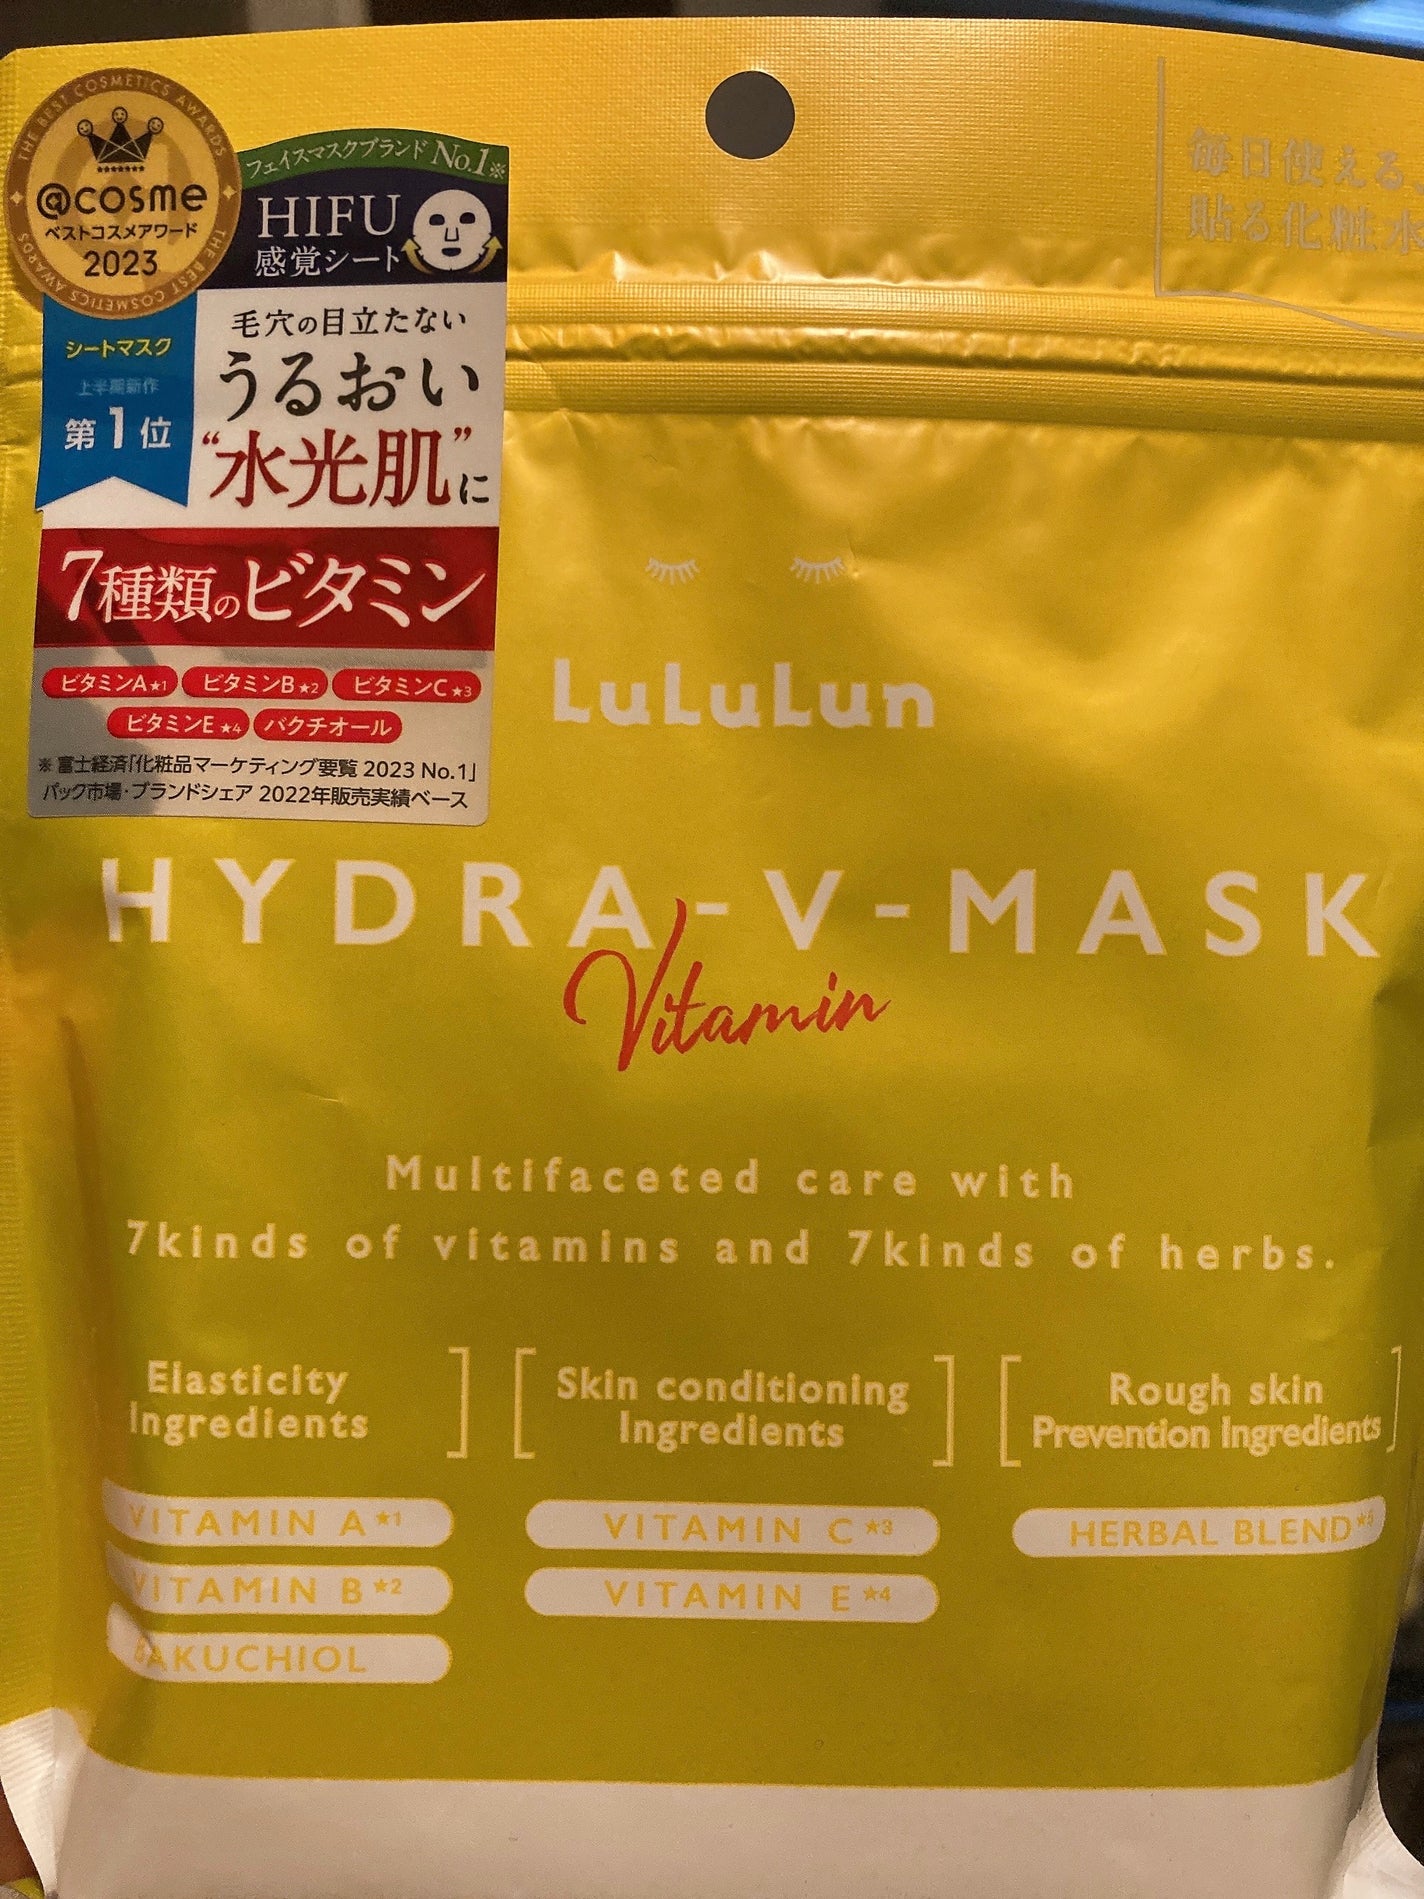 THE BEST COSMETICS AWARDS
@cosme
ベストコスメアワード
2023
THE BEST COSMETICS AWARDS
シートマスク
上半期新作
第1位
フェイスマスクブランド No.1※
HIFU
感覚シート
毛穴の目立たない
うるおい
“水光肌”に
7種類のビタミン
ビタミンA★1 ビタミンB★2 ビタミンC★3
ビタミンE★4 バクチオール
※富士経済「化粧品マーケティング要覧 2023 No.1」
パック市場・ブランドシェア 2022年販売実績ベース
毎日使える、
貼る化粧水
LuLuLun
HYDRA-V-MASK
Vitamin
Multifaceted care with
7kinds of vitamins and 7kinds of herbs.
Elasticity
Ingredients
VITAMIN A★1
VITAMIN B★2
BAKUCHIOL
Skin conditioning
Ingredients
VITAMIN C★3
VITAMIN E★4
Rough skin
Prevention Ingredients
HERBAL BLEND★5